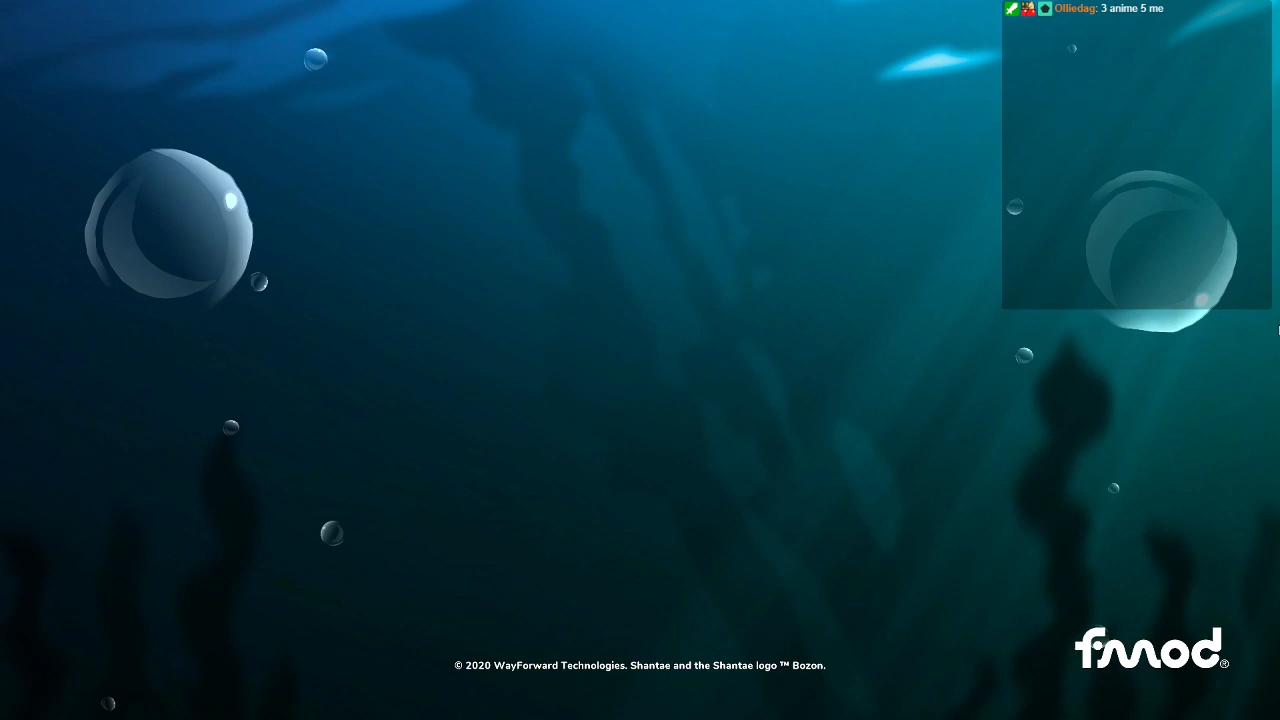 Olliedag: 3 anime 5 me
© 2020 WayForward Technologies. Shantae and the Shantae logo ™ Bozon.
fmod®